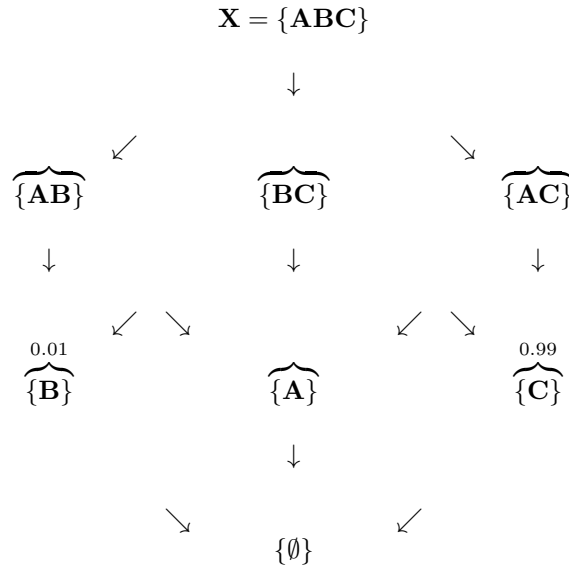 X = {ABC}
↓
↙ ↘
{AB} {BC} {AC}
↓ ↓ ↓
↙ ↘ ↙ ↘
0.01 0.99
{B} {A} {C}
↓
↘ ↙
{∅}